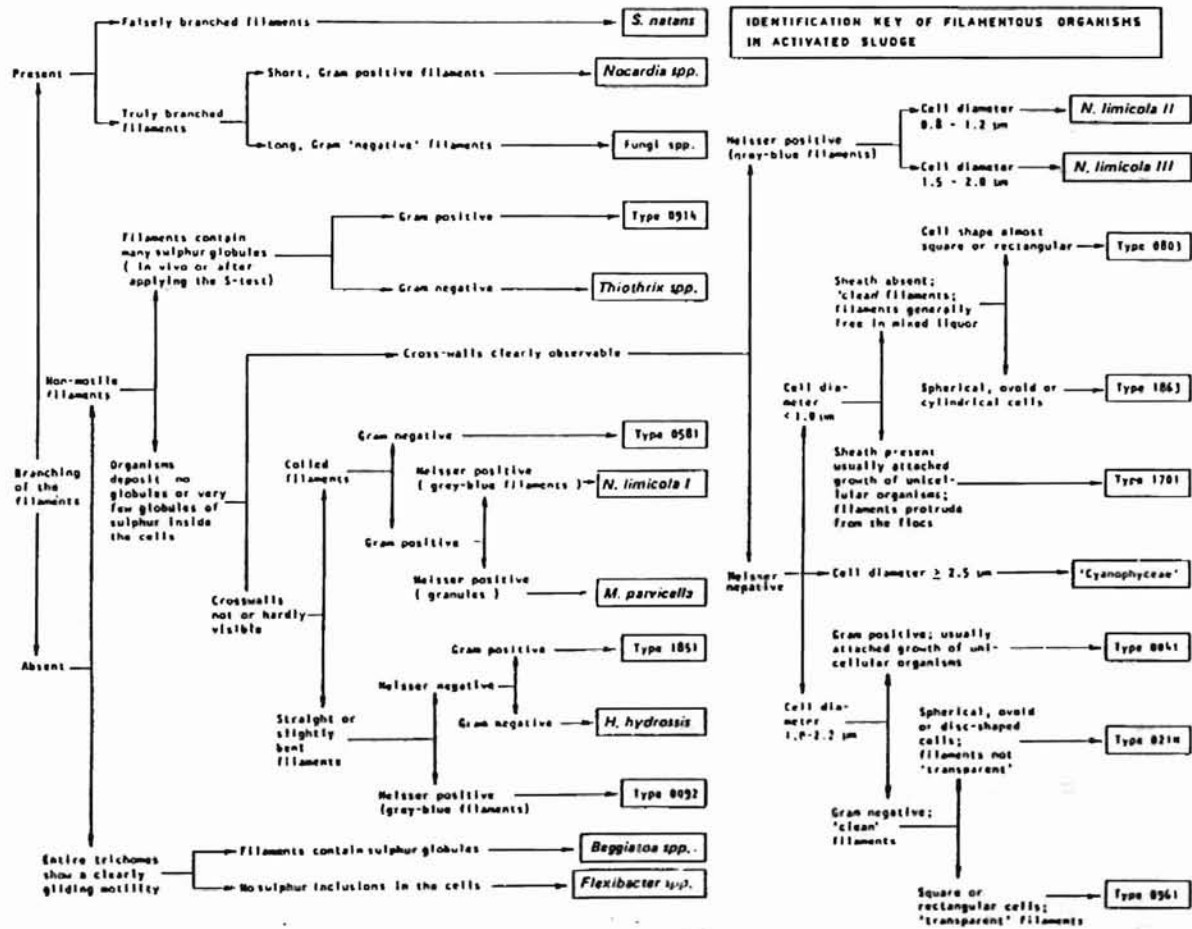 IDENTIFICATION KEY OF FILAMENTOUS ORGANISMS
IN ACTIVATED SLUDGE
Branching
of the
filaments
Present
Falsely branched filaments
S. natans
Truly branched
filaments
Short, Gram positive filaments
Nocardia spp.
Long, Gram 'negative' filaments
Fungi spp.
Absent
Non-motile
filaments
Filaments contain
many sulphur globules
( in vivo or after
applying the S-test)
Gram positive
Type 0914
Gram negative
Thiothrix spp.
Organisms
deposit no
globules or very
few globules of
sulphur inside
the cells
Cross-walls clearly observable
Crosswalls
not or hardly
visible
Coiled
filaments
Gram negative
Type 0581
Gram positive
Neisser positive
( grey-blue filaments )
N. limicola I
Neisser positive
( granules )
M. parvicella
Straight or
slightly
bent
filaments
Neisser negative
Gram positive
Type 1851
Gram negative
H. hydrossis
Neisser positive
(grey-blue filaments)
Type 0092
Entire trichomes
show a clearly
gliding motility
Filaments contain sulphur globules
Beggiatoa spp.
No sulphur inclusions in the cells
Flexibacter spp.
Neisser positive
(grey-blue filaments)
Cell diameter
0.8 - 1.2 µm
N. limicola II
Cell diameter
1.5 - 2.0 µm
N. limicola III
Neisser
negative
Cell dia-
meter
<1.0 µm
Sheath absent;
'clean' filaments;
filaments generally
free in mixed liquor
Cell shape almost
square or rectangular
Type 0803
Spherical, ovoid or
cylindrical cells
Type 1863
Sheath present
usually attached
growth of unicel-
lular organisms;
filaments protrude
from the flocs
Type 1701
Cell diameter ≥ 2.5 µm
'Cyanophyceae'
Cell dia-
meter
1.0-2.2 µm
Gram positive; usually
attached growth of uni-
cellular organisms
Type 0041
Gram negative;
'clean'
filaments
Spherical, ovoid
or disc-shaped
cells;
filaments not
'transparent'
Type 021N
Square or
rectangular cells;
'transparent' filaments
Type 0961